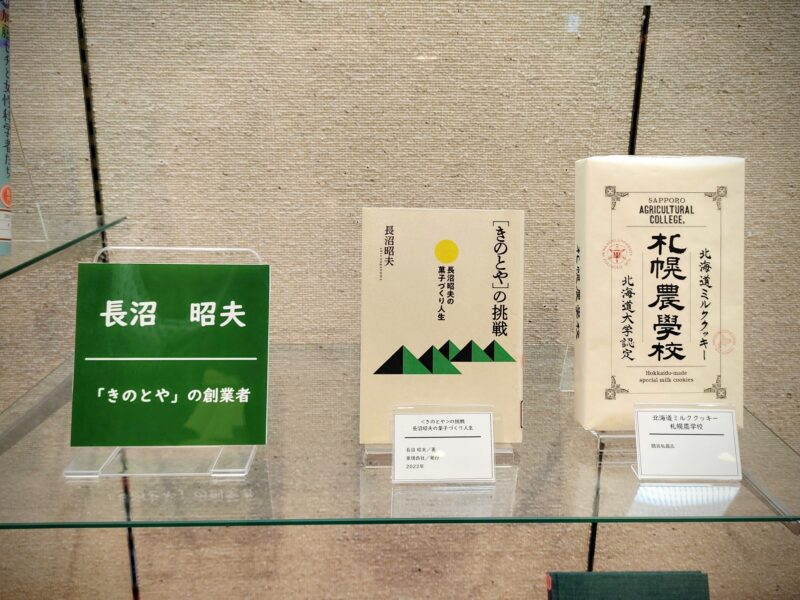 長沼 昭夫
「きのとや」の創業者
[きのとや]の挑戦
長沼昭夫の
菓子づくり人生
長沼昭夫
<きのとや>の挑戦
長沼昭夫の菓子づくり人生
長沼 昭夫/著
2022年
SAPPORO
AGRICULTURAL
COLLEGE.
北海道ミルククッキー
札幌農學校
北海道大学認定
Hokkaido-made
special milk cookies
札幌農學校
北海道ミルククッキー
札幌農学校